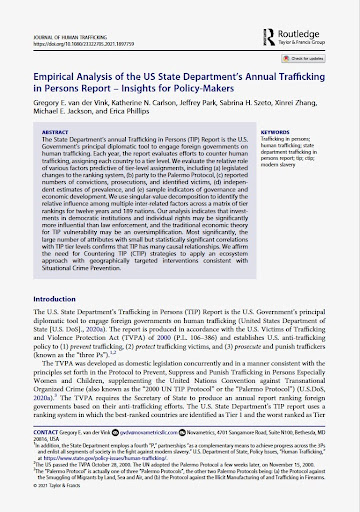 JOURNAL OF HUMAN TRAFFICKING
https://doi.org/10.1080/23322705.2021.1897759
Routledge
Taylor & Francis Group
Check for updates
Empirical Analysis of the US State Department's Annual Trafficking
in Persons Report – Insights for Policy-Makers
Gregory E. van der Vink, Katherine N. Carlson, Jeffrey Park, Sabrina H. Szeto, Xinrei Zhang,
Michael E. Jackson, and Erica Phillips
ABSTRACT
The State Department's annual Trafficking in Persons (TIP) Report is the U.S.
Government's principal diplomatic tool to engage foreign governments on
human trafficking. Each year, the report evaluates efforts to counter human
trafficking, assigning each country to a tier level. We evaluate the relative role
of various factors predictive of tier-level assignments, including (a) legislated
changes to the ranking system, (b) party to the Palermo Protocol, (c) reported
numbers of convictions, prosecutions, and identified victims, (d) independent
estimates of prevalence, and (e) sample indicators of governance and
economic development. We use singular-value decomposition to identify the
relative influence among multiple inter-related factors across a matrix of tier
rankings for twelve years and 189 nations. Our analysis indicates that investments
in democratic institutions and individual rights may be significantly
more influential than law enforcement, and the traditional economic theory
for TIP vulnerability may be an oversimplification. Most significantly, the
large number of attributes with small but statistically significant correlations
with TIP tier levels confirms that TIP has many causal relationships. We affirm
the need for Countering TIP (CTIP) strategies to apply an ecosystem
approach with geographically targeted interventions consistent with
Situational Crime Prevention.
KEYWORDS
Trafficking in persons;
human trafficking; state
department trafficking in
persons report; tip; ctip;
modern slavery
Introduction
The U.S. State Department's Trafficking in Persons (TIP) Report is the U.S. Government's principal
diplomatic tool to engage foreign governments on human trafficking (United States Department of
State [U.S. DoS]., 2020a). The report is produced in accordance with the U.S. Victims of Trafficking
and Violence Protection Act (TVPA) of 2000 (P.L. 106–386) and establishes U.S. anti-trafficking
policy to (1) prevent trafficking, (2) protect trafficking victims, and (3) prosecute and punish traffickers
(known as the "three Ps").1,2
The TVPA was developed as domestic legislation concurrently and in a manner consistent with the
principles set forth in the Protocol to Prevent, Suppress and Punish Trafficking in Persons Especially
Women and Children, supplementing the United Nations Convention against Transnational
Organized Crime (also known as the "2000 UN TIP Protocol" or the "Palermo Protocol") (U.S.DoS,
2020a).3 The TVPA requires the Secretary of State to produce an annual report ranking foreign
governments based on their anti-trafficking efforts. The U.S. State Department's TIP report uses a
ranking system in which the best-ranked countries are identified as Tier 1 and the worst ranked as Tier
CONTACT Gregory E. van der Vink gvdv@novametricsllc.com Novametrics, 4701 Sangamore Road, Suite N100, Bethesda, MD
20816, USA
1In addition, the State Department employs a fourth "P," partnerships "as a complementary means to achieve progress across the 3Ps
and enlist all segments of society in the fight against modern slavery." U.S. Department of State, Policy Issues, "Human Trafficking,"
at https://www.state.gov/policy-issues/human-trafficking/.
2The US passed the TVPA October 28, 2000. The UN adopted the Palermo Protocol a few weeks later, on November 15, 2000.
3The "Palermo Protocol" is actually one of three "Palermo Protocols," the other two Palermo Protocols being: (a) the Protocol against
the Smuggling of Migrants by Land, Sea and Air, and (b) the Protocol against the Illicit Manufacturing of and Trafficking in Firearms.
© 2021 Taylor & Francis